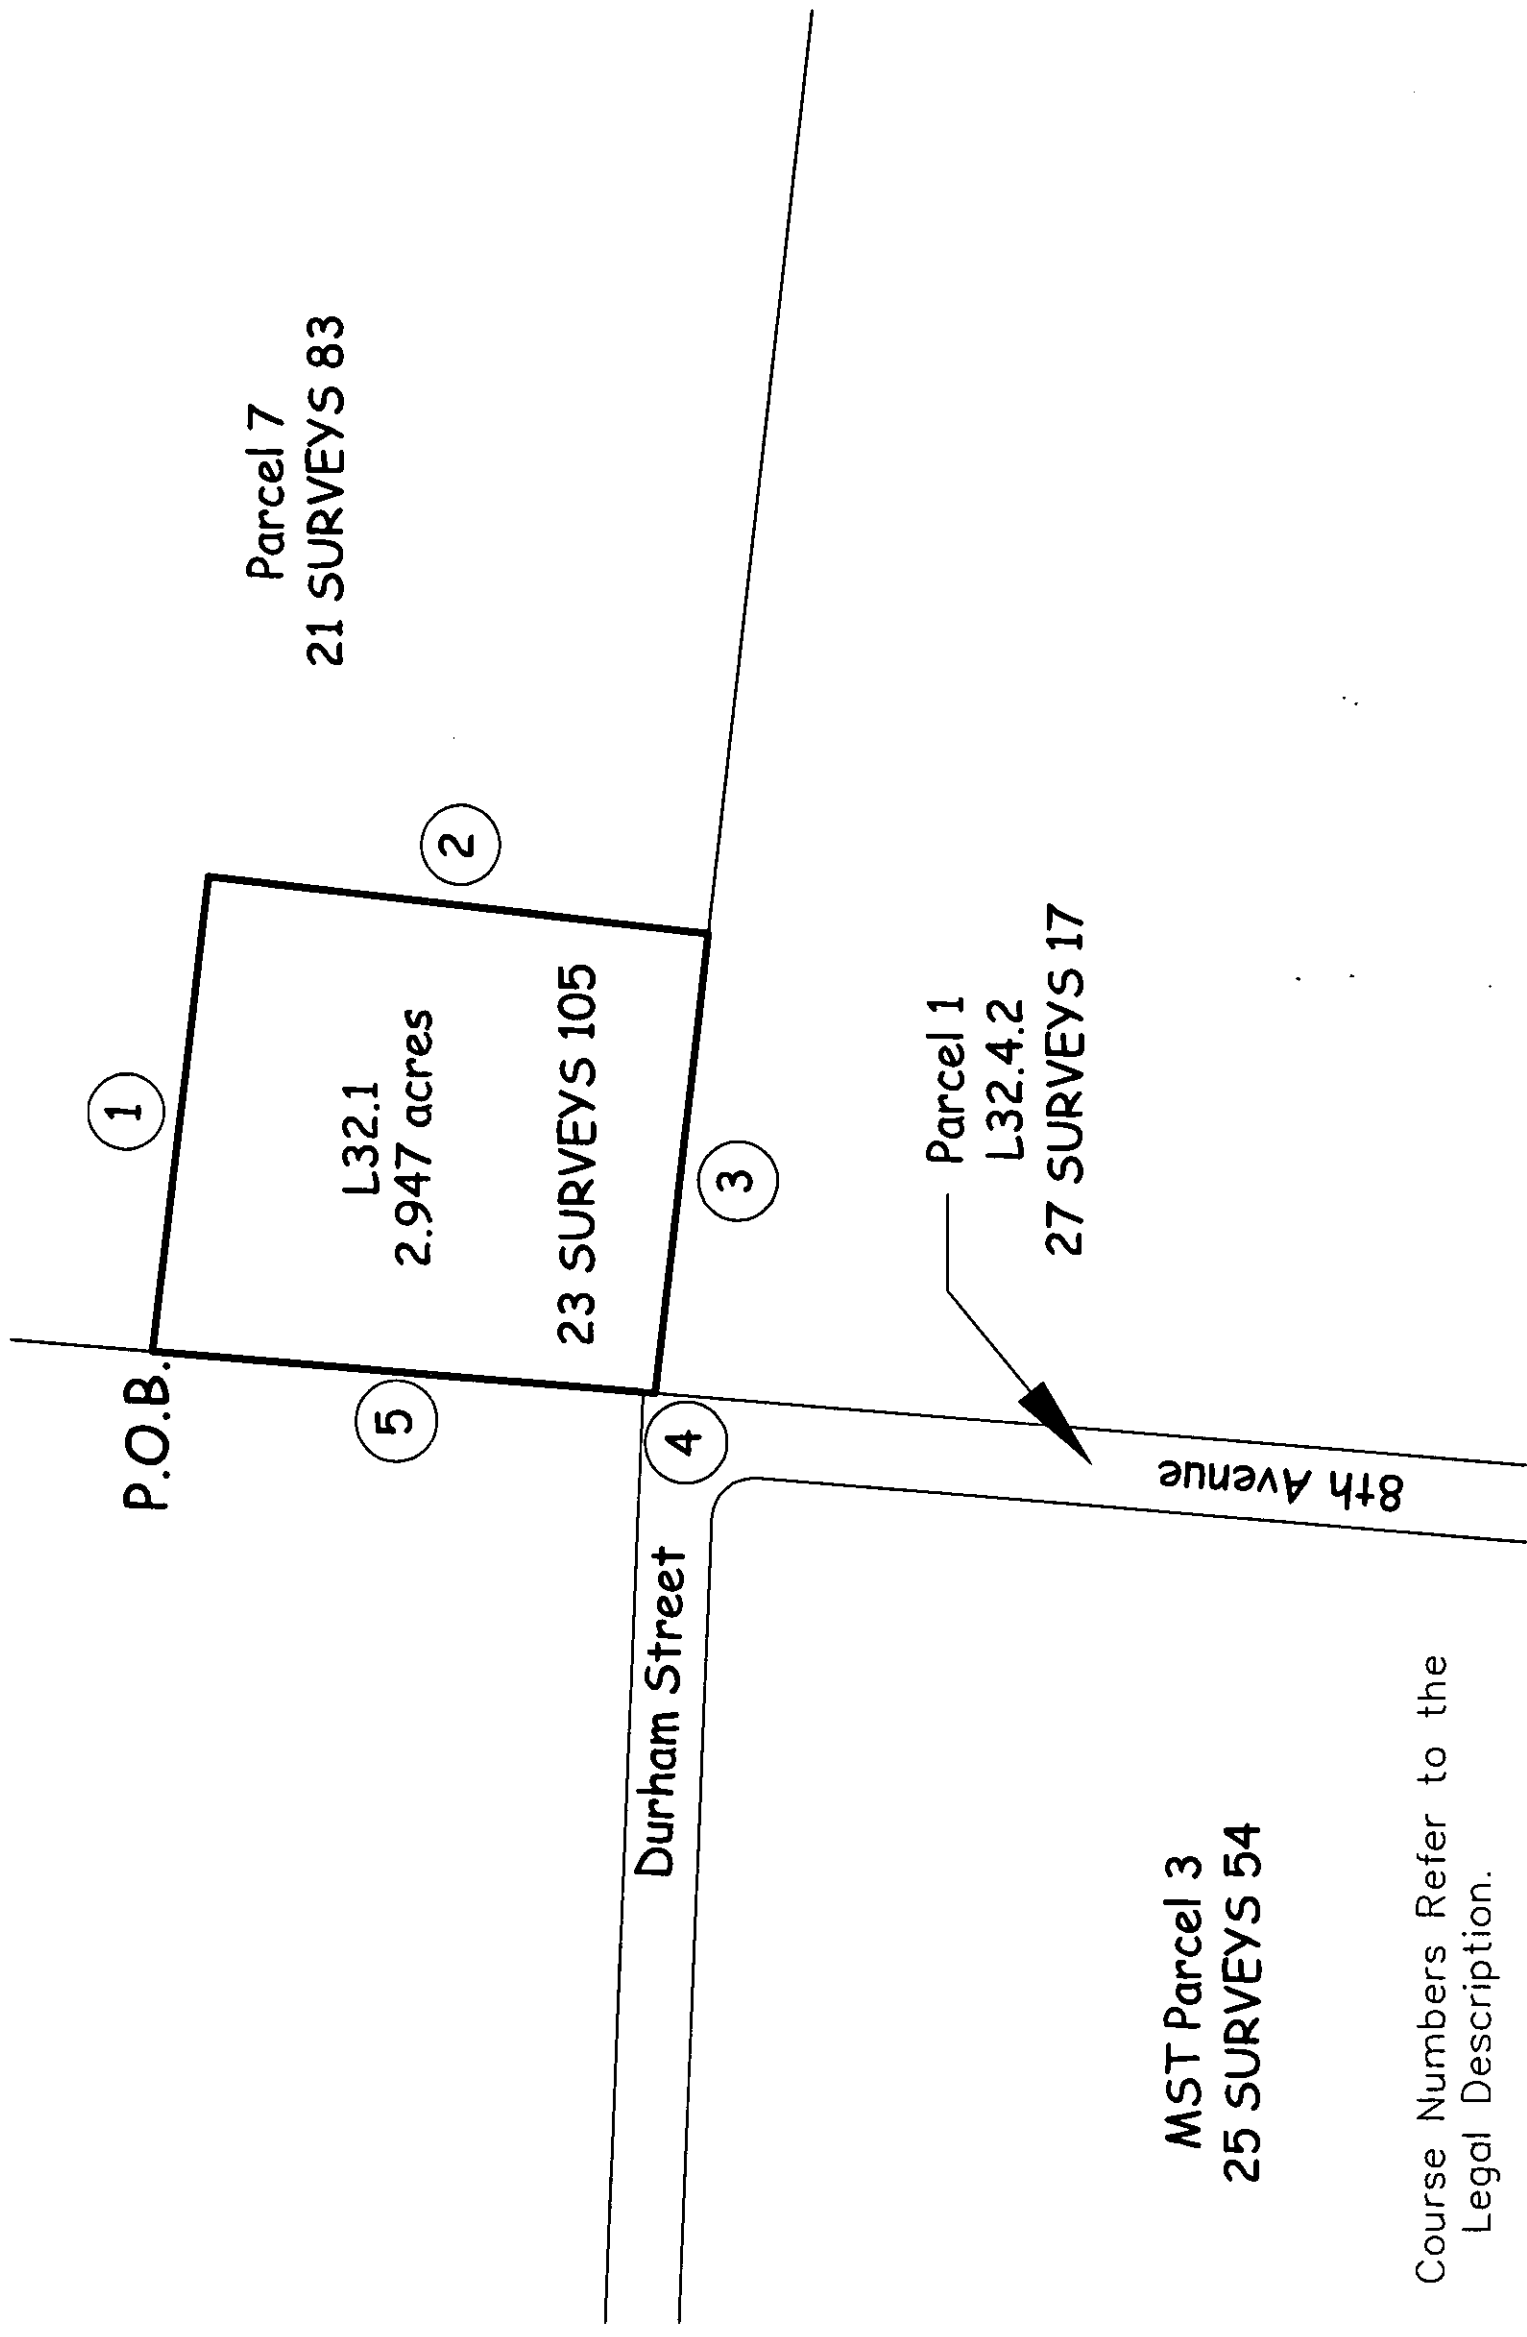 P.O.B.
1
L32.1
2.947 acres
23 SURVEYS 105
2
3
4
5
Parcel 7
21 SURVEYS 83
Durham Street
8th Avenue
Parcel 1
L32.4.2
27 SURVEYS 17
MST Parcel 3
25 SURVEYS 54
Course Numbers Refer to the
Legal Description.